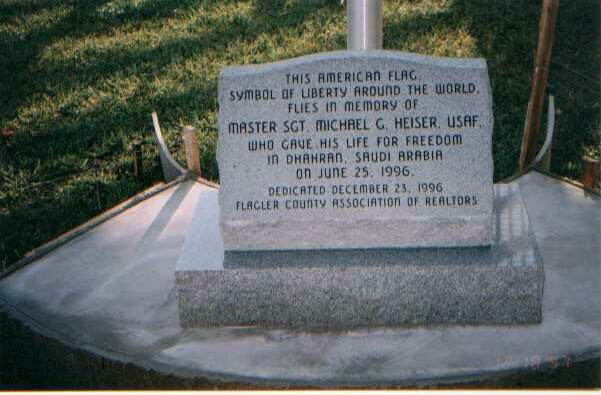 THIS AMERICAN FLAG,
SYMBOL OF LIBERTY AROUND THE WORLD,
FLIES IN MEMORY OF
MASTER SGT. MICHAEL G. HEISER, USAF,
WHO GAVE HIS LIFE FOR FREEDOM
IN DHAHRAN, SAUDI ARABIA
ON JUNE 25, 1996.
DEDICATED DECEMBER 23, 1996
FLAGLER COUNTY ASSOCIATION OF REALTORS